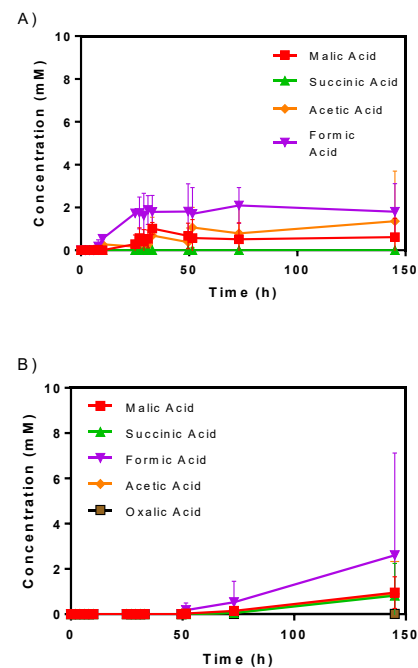 A)
10
8
6
4
2
0
Concentration (mM)
Malic Acid
Succinic Acid
Acetic Acid
Formic
Acid
0
50
100
150
Time (h)
B)
10
8
6
4
2
0
Concentration (mM)
Malic Acid
Succinic Acid
Formic Acid
Acetic Acid
Oxalic Acid
0
50
100
150
Time (h)